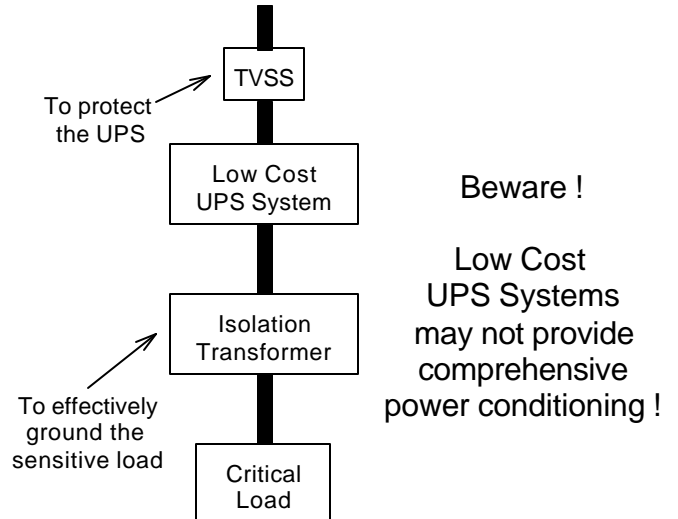 TVSS
To protect
the UPS
Low Cost
UPS System
Beware !
Low Cost
UPS Systems
may not provide
comprehensive
power conditioning !
Isolation
Transformer
To effectively
ground the
sensitive load
Critical
Load